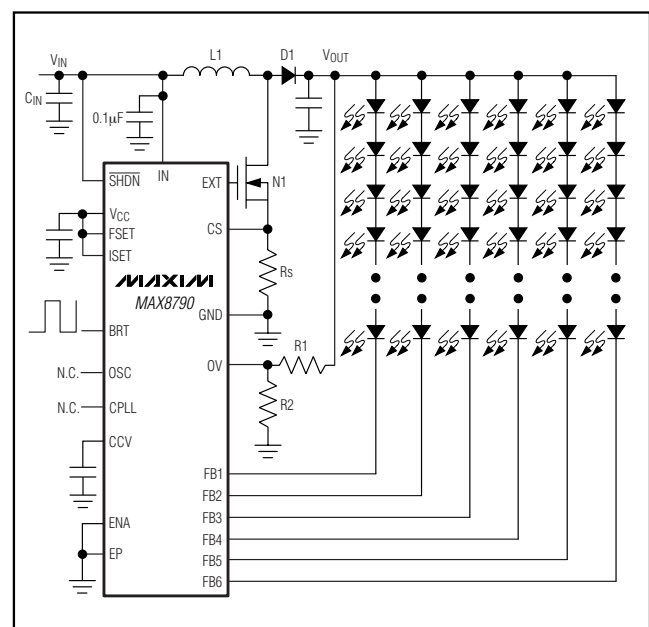 L1
D1
VOUT
VIN
CIN
0.1µF
SHDN
IN
EXT
N1
VCC
FSET
ISET
CS
MAXIM
MAX8790
RS
GND
BRT
R1
OV
N.C.
OSC
R2
N.C.
CPLL
CCV
FB1
FB2
FB3
ENA
FB4
EP
FB5
FB6